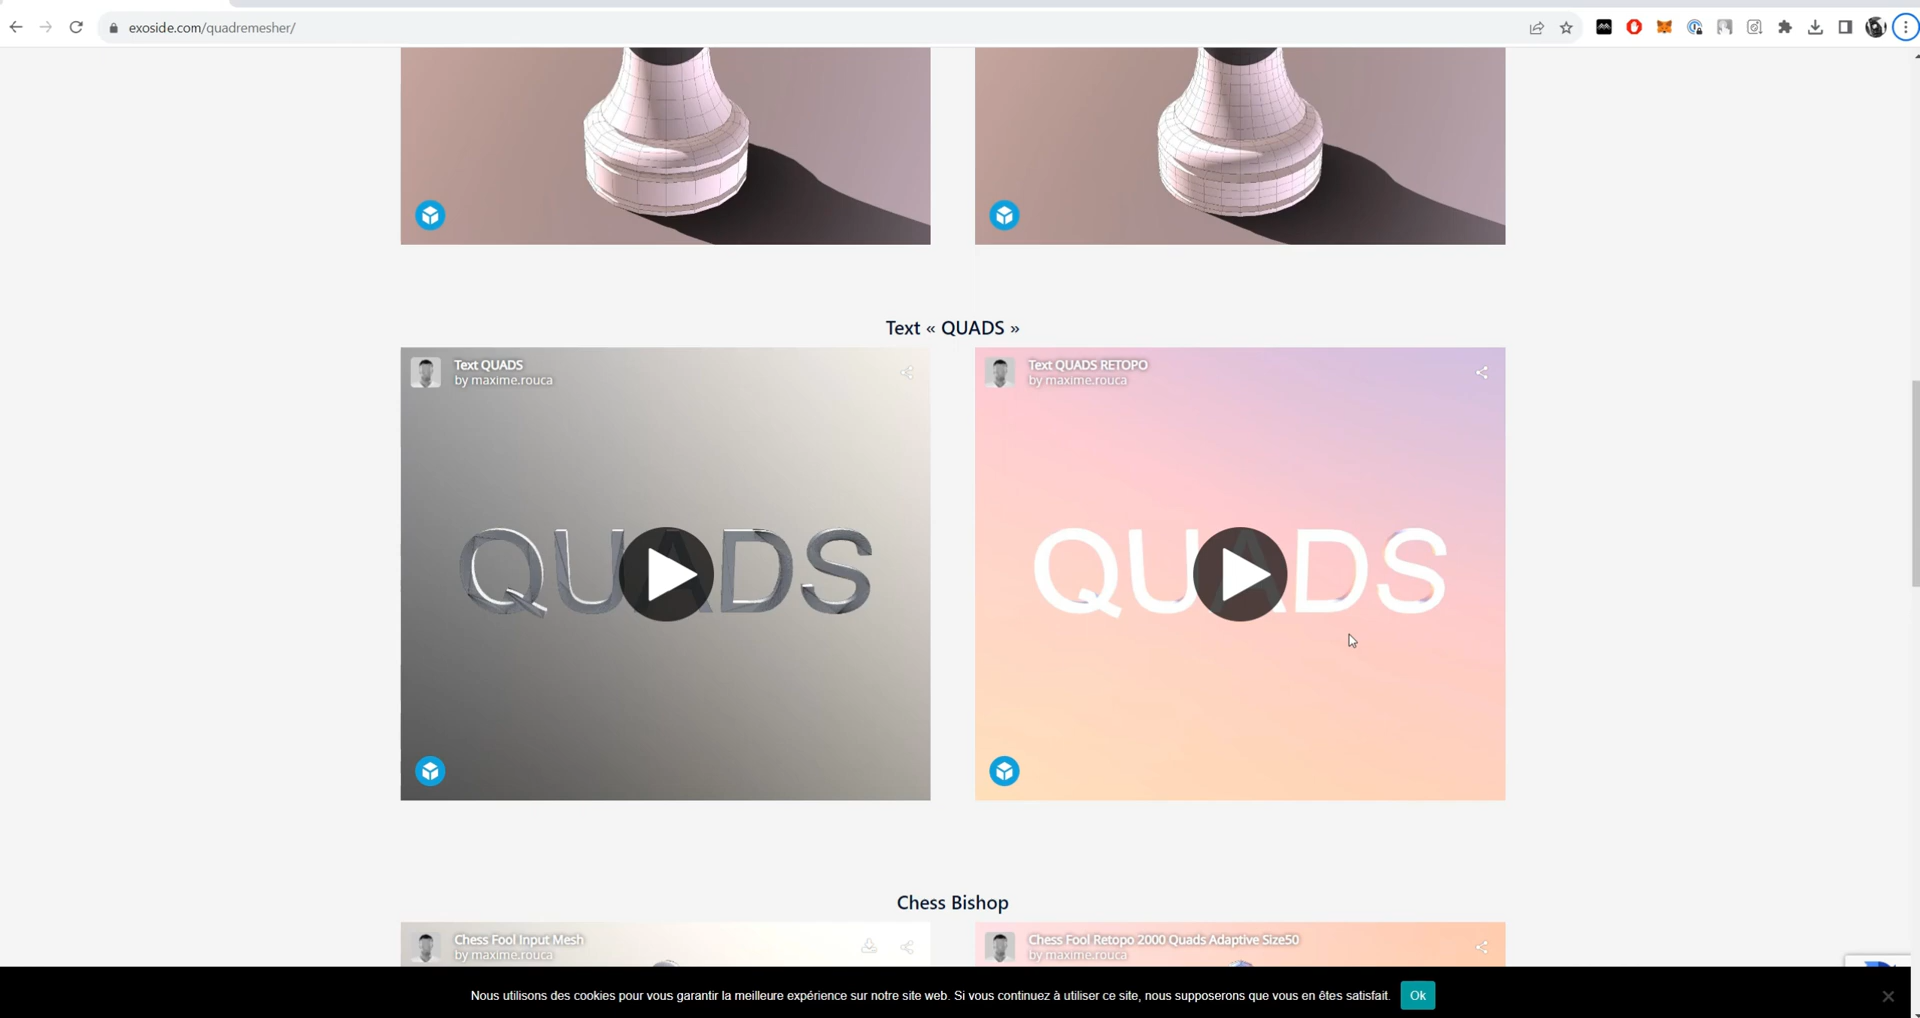 exoside.com/quadremesher/
Text « QUADS »
Text QUADS
by maxime.rouca
QUADS
Text QUADS RETOPO
by maxime.rouca
QUADS
Chess Bishop
Chess Fool Input Mesh
by maxime.rouca
Chess Fool Retopo 2000 Quads Adaptive Size50
by maxime.rouca
Nous utilisons des cookies pour vous garantir la meilleure expérience sur notre site web. Si vous continuez à utiliser ce site, nous supposerons que vous en êtes satisfait.
Ok